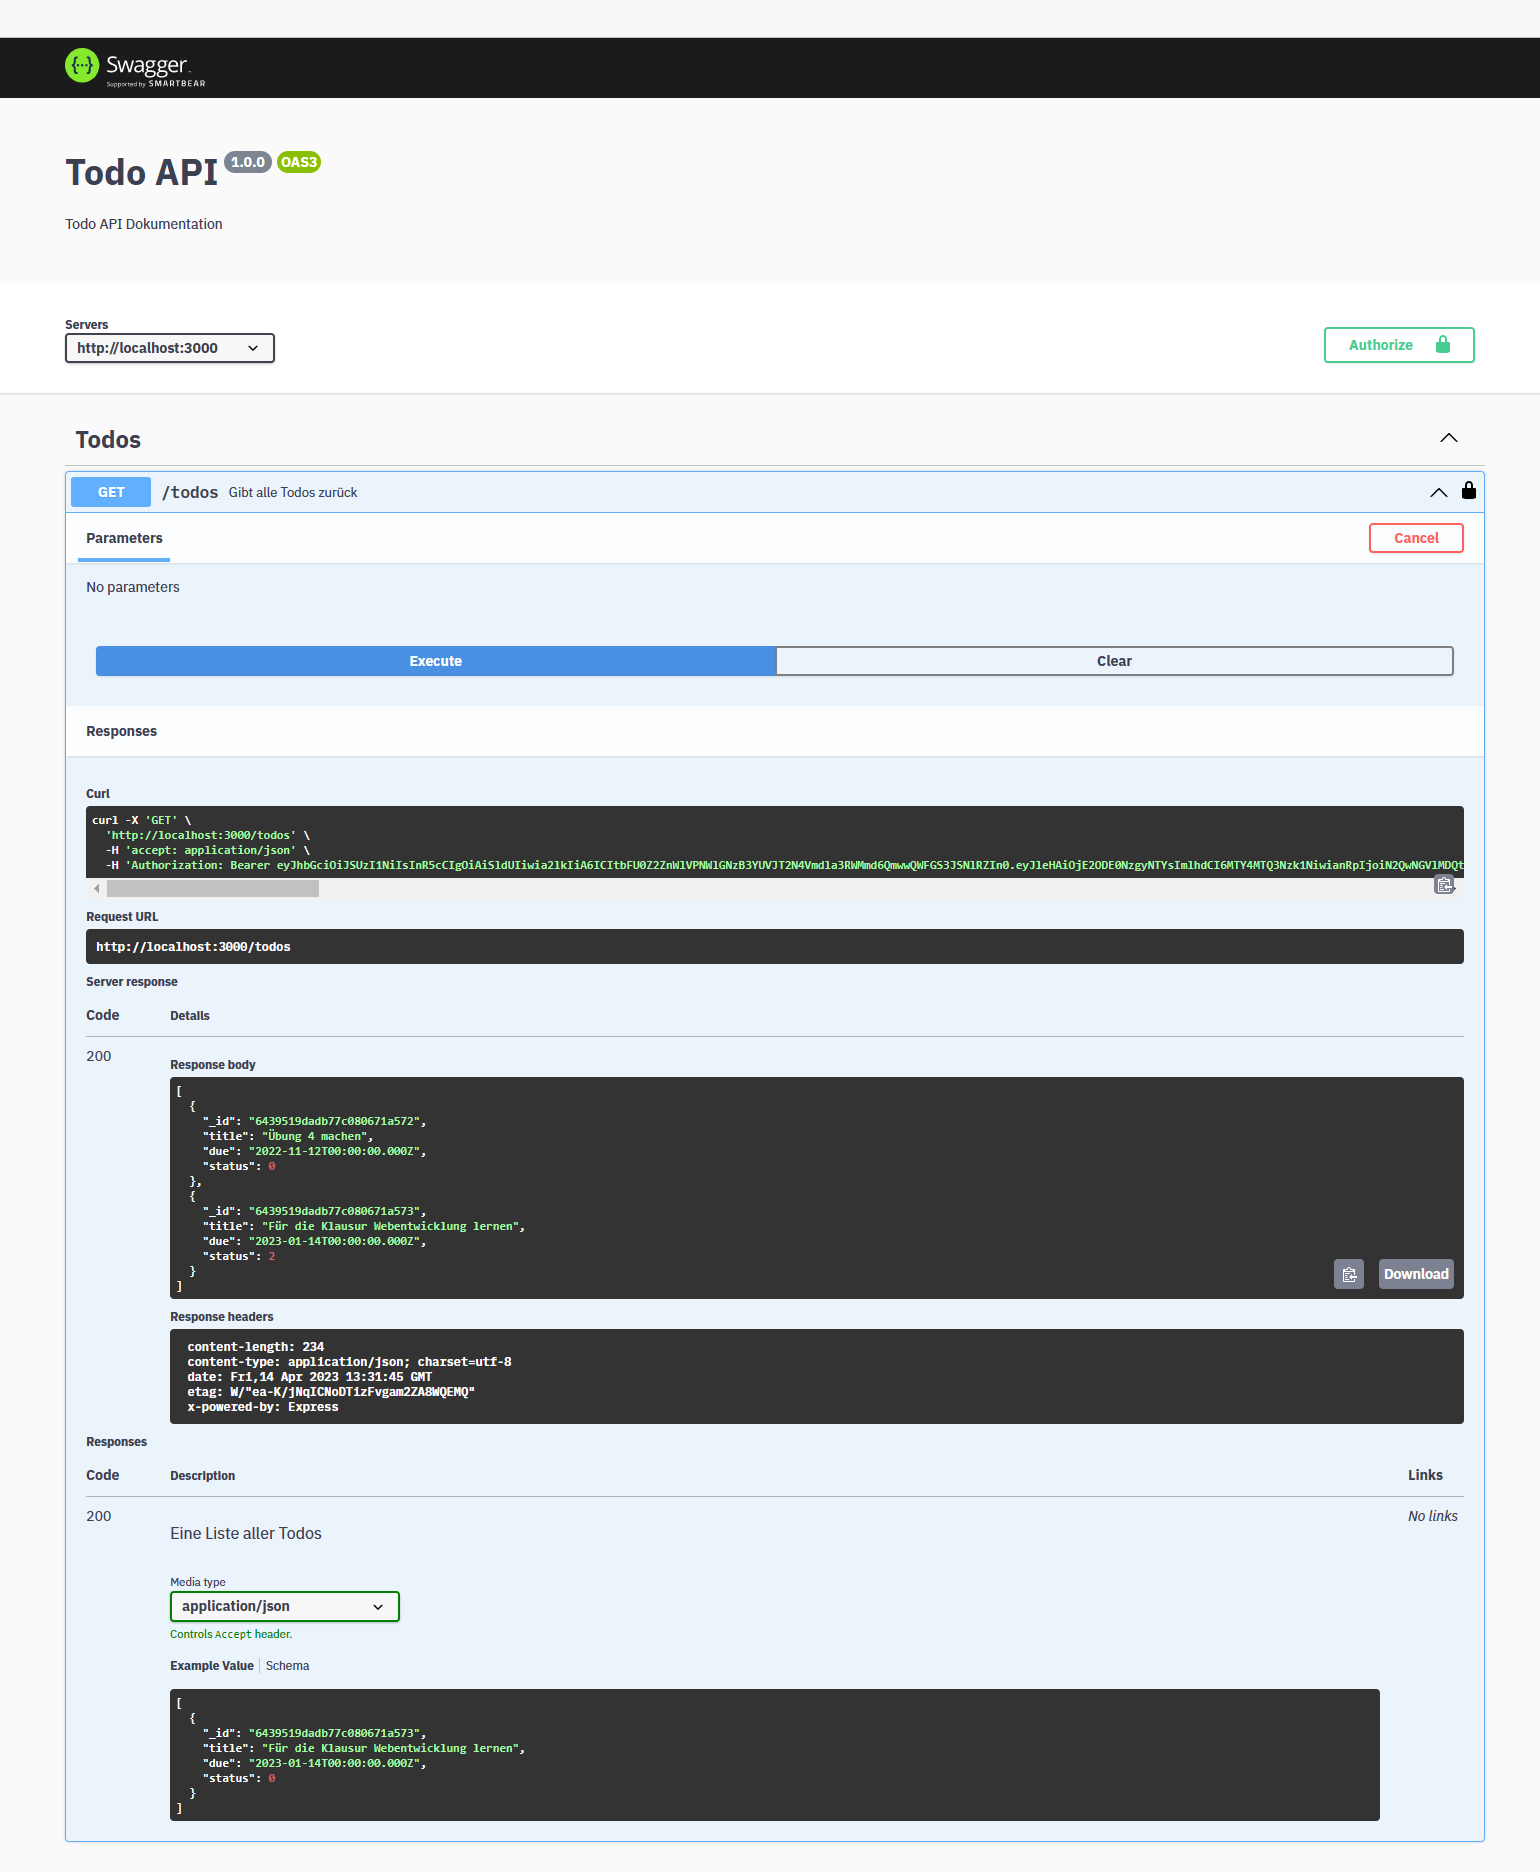 Swagger
Supported by SMARTBEAR
Todo API 1.0.0 OAS3
Todo API Dokumentation
Servers
http://localhost:3000
Authorize
Todos
GET /todos Gibt alle Todos zurück
Parameters
Cancel
No parameters
Execute
Clear
Responses
Curl
curl -X 'GET' \
'http://localhost:3000/todos' \
-H 'accept: application/json' \
-H 'Authorization: Bearer
Request URL
http://localhost:3000/todos
Server response
Code Details
200
Response body
[
{
"_id": "6439519dadb77c080671a572",
"title": "Übung 4 machen",
"due": "2022-11-12T00:00:00.000Z",
"status": 0
},
{
"_id": "6439519dadb77c080671a573",
"title": "Für die Klausur Webentwicklung lernen",
"due": "2023-01-14T00:00:00.000Z",
"status": 2
}
]
Download
Response headers
content-length: 234
content-type: application/json; charset=utf-8
date: Fri,14 Apr 2023 13:31:45 GMT
etag: W/"ea-K/jNqICNoDT1zFvgam2ZA8WQEMQ"
x-powered-by: Express
Responses
Code Description Links
200
Eine Liste aller Todos
No links
Media type
application/json
Controls Accept header.
Example Value Schema
[
{
"_id": "6439519dadb77c080671a573",
"title": "Für die Klausur Webentwicklung lernen",
"due": "2023-01-14T00:00:00.000Z",
"status": 0
}
]